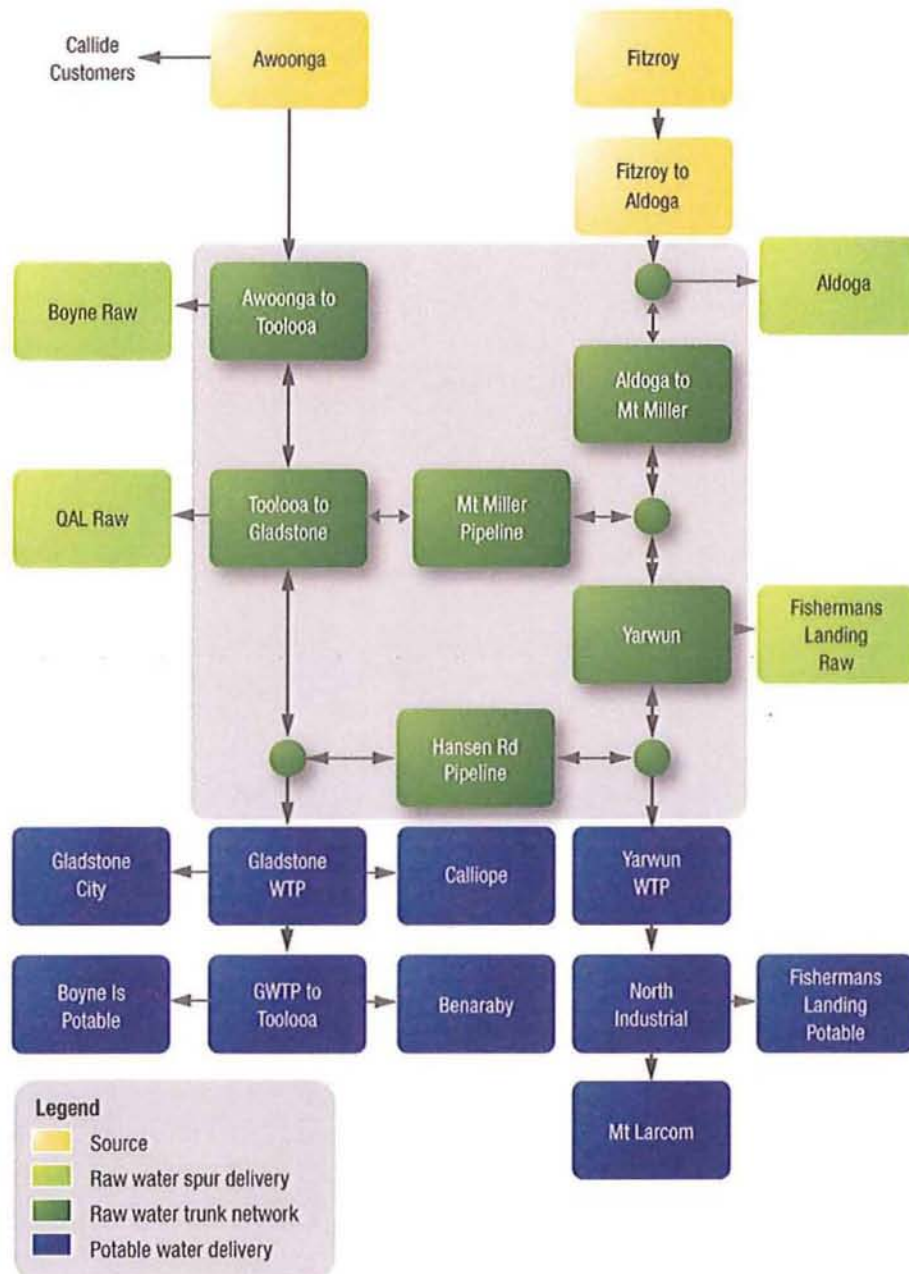 Callide
Customers
Awoonga
Fitzroy
Fitzroy to
Aldoga
Boyne Raw
Awoonga to
Toolooa
Aldoga
Aldoga to
Mt Miller
QAL Raw
Toolooa to
Gladstone
Mt Miller
Pipeline
Yarwun
Fishermans
Landing
Raw
Hansen Rd
Pipeline
Gladstone
City
Gladstone
WTP
Calliope
Yarwun
WTP
Boyne Is
Potable
GWTP to
Toolooa
Benaraby
North
Industrial
Fishermans
Landing
Potable
Mt Larcom
Legend
Source
Raw water spur delivery
Raw water trunk network
Potable water delivery